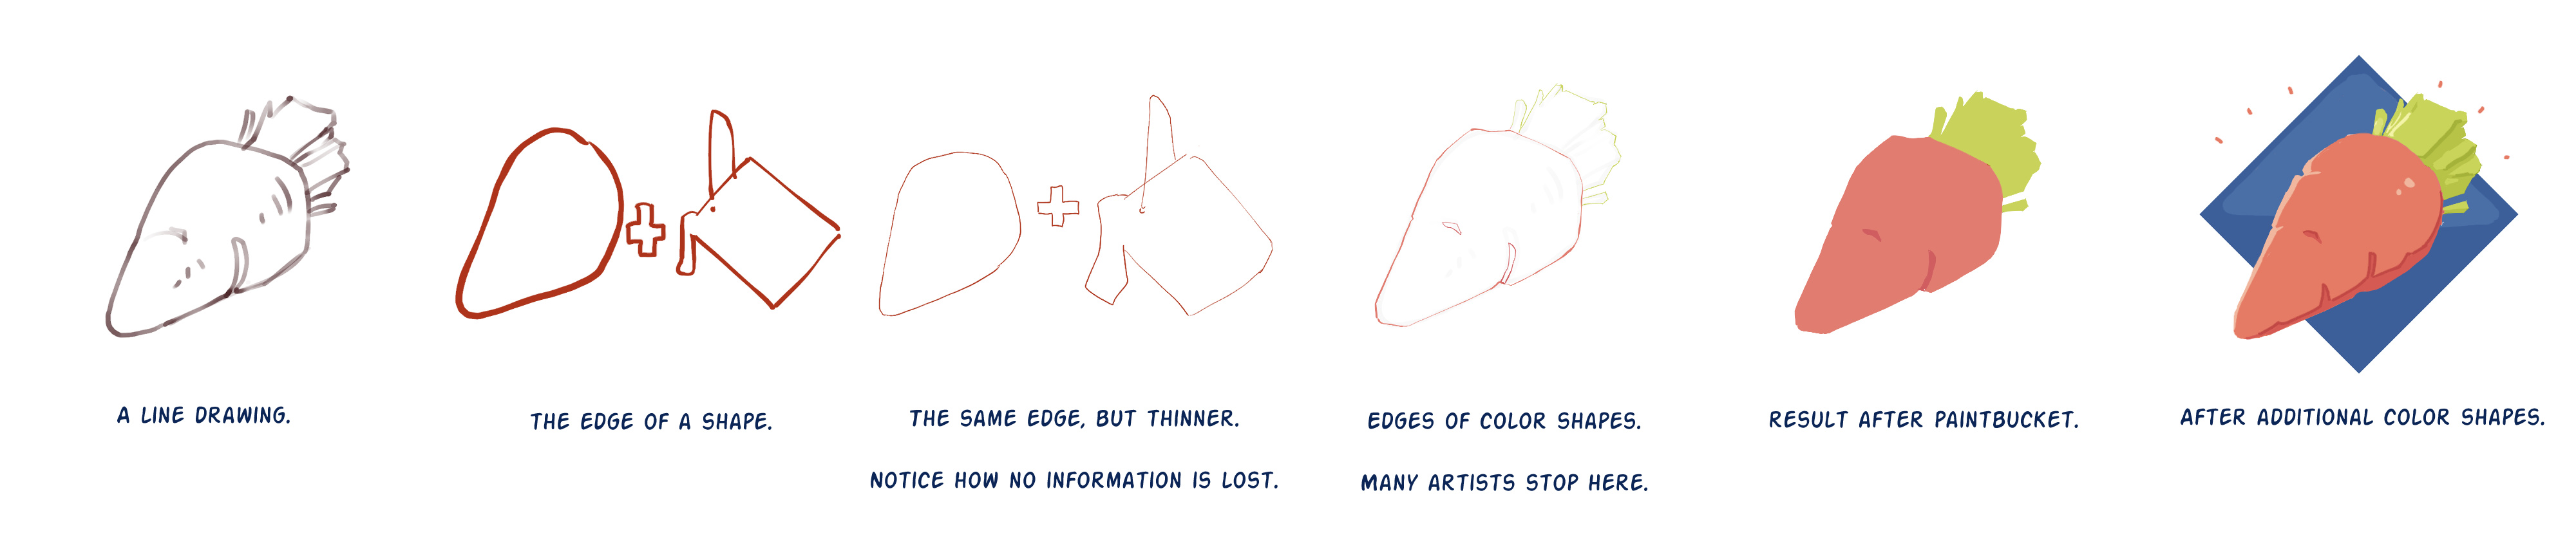 A LINE DRAWING.
THE EDGE OF A SHAPE.
THE SAME EDGE, BUT THINNER.
NOTICE HOW NO INFORMATION IS LOST.
EDGES OF COLOR SHAPES.
MANY ARTISTS STOP HERE.
RESULT AFTER PAINTBUCKET.
AFTER ADDITIONAL COLOR SHAPES.